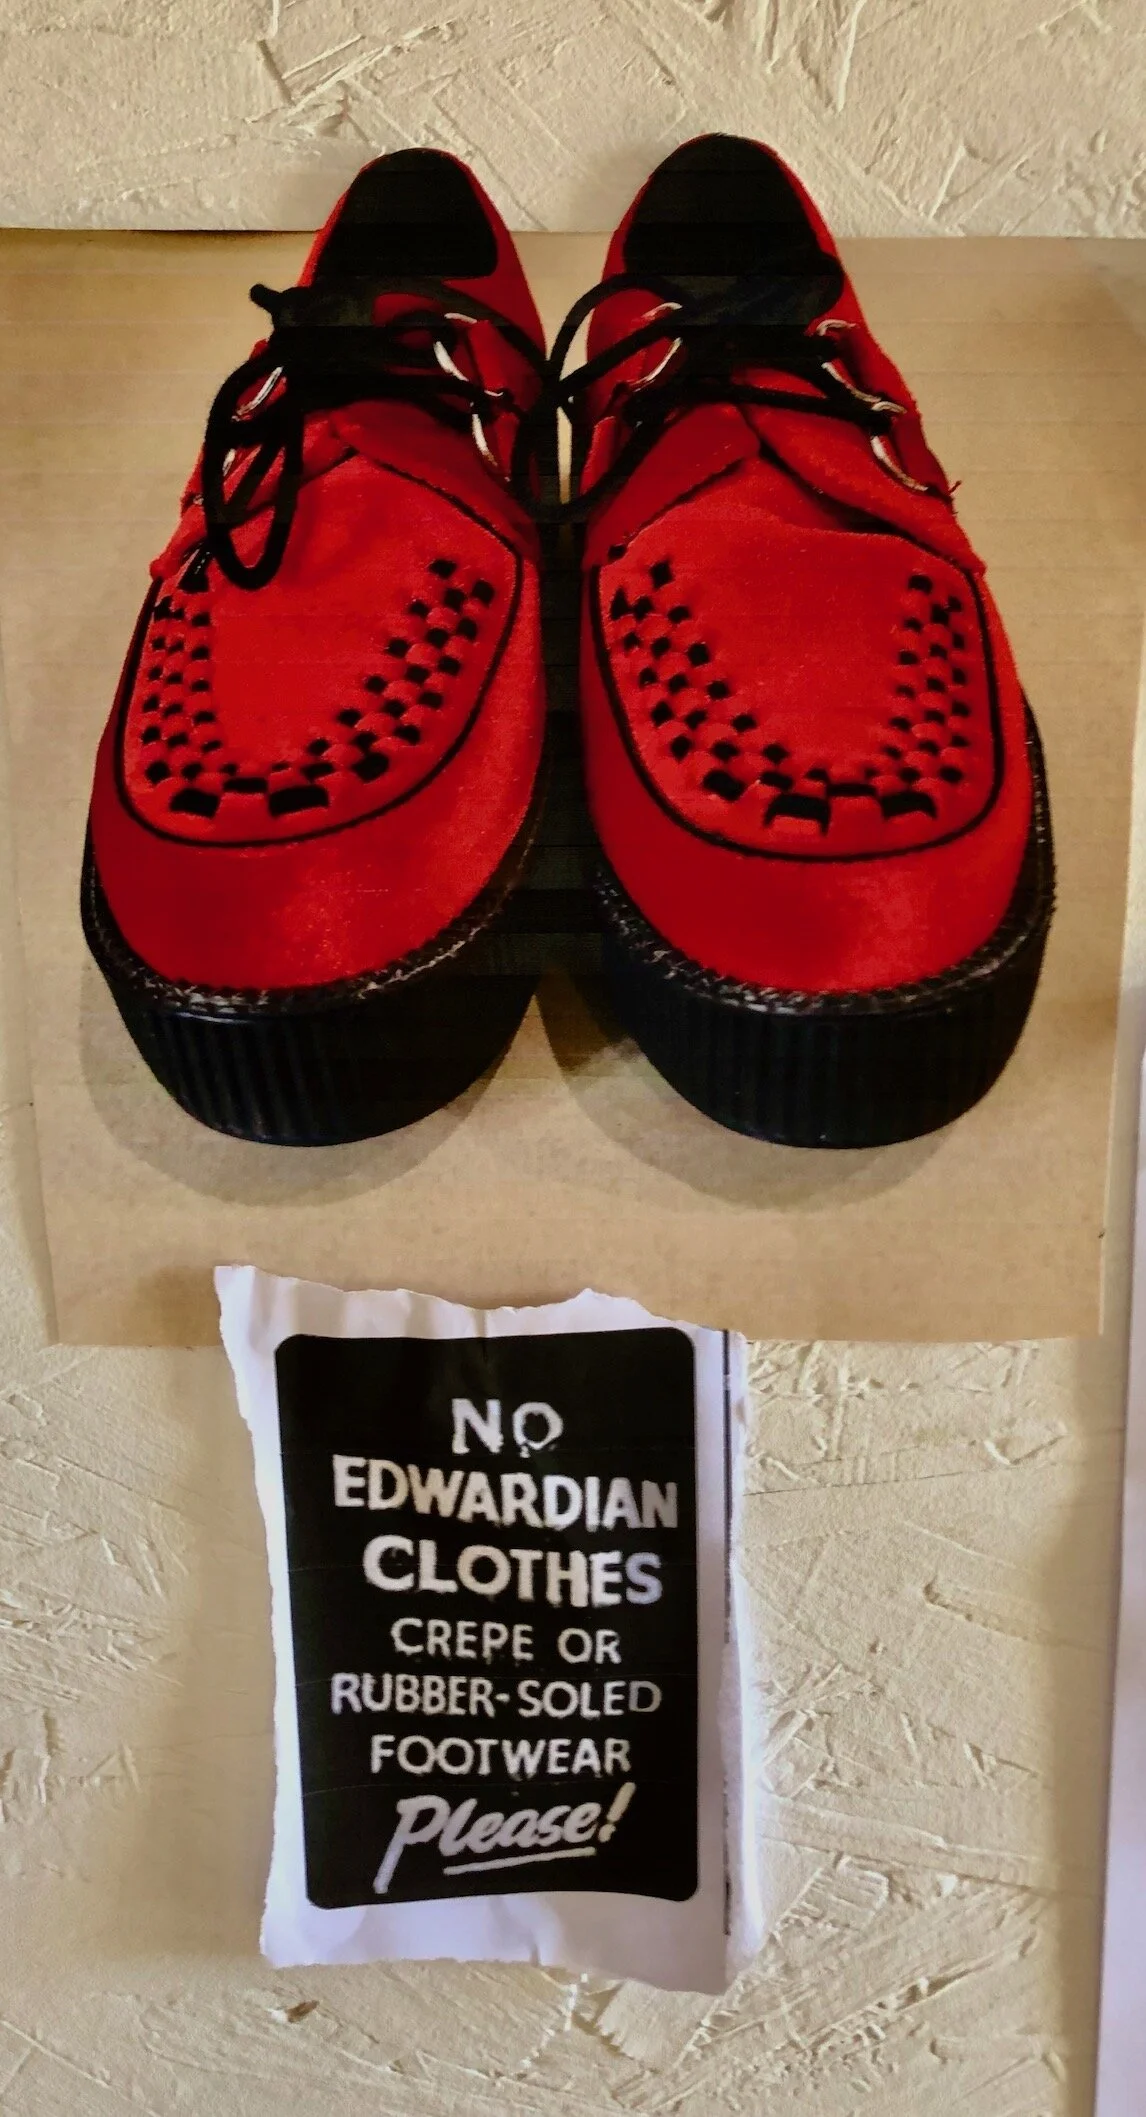 NO
EDWARDIAN
CLOTHES
CREPE OR
RUBBER-SOLED
FOOTWEAR
Please!